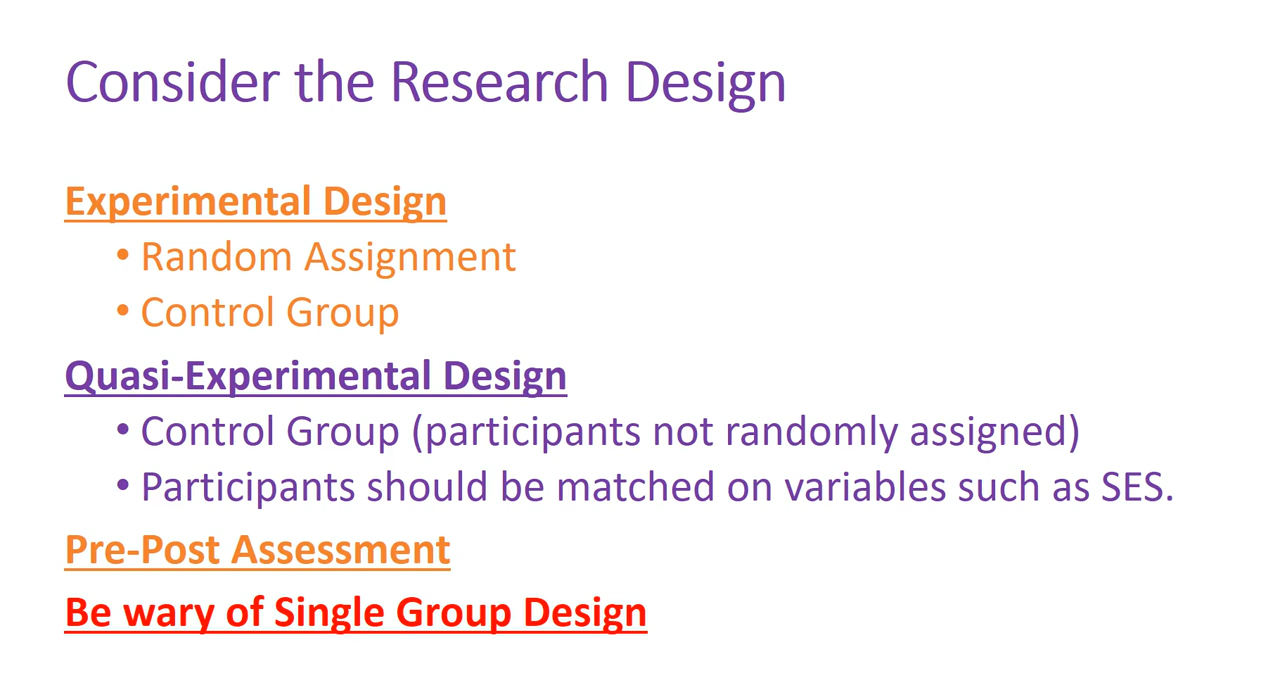 Consider the Research Design
Experimental Design
• Random Assignment
• Control Group
Quasi-Experimental Design
• Control Group (participants not randomly assigned)
• Participants should be matched on variables such as SES.
Pre-Post Assessment
Be wary of Single Group Design